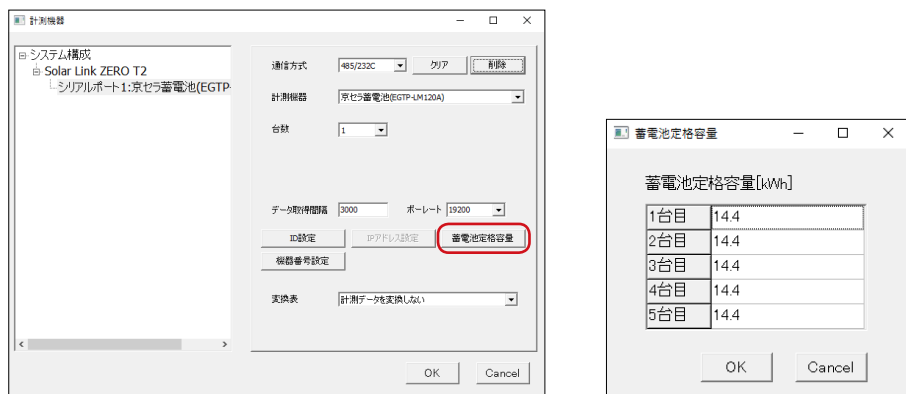 計測機器
システム構成
Solar Link ZERO T2
シリアルポート1:京セラ蓄電池(EGTP-
通信方式 485/232C クリア 削除
計測機器 京セラ蓄電池(EGTP-LM120A)
台数 1
データ取得間隔 3000 ボーレート 19200
ID設定 IPアドレス設定 蓄電池定格容量
機器番号設定
変換表 計測データを変換しない
OK Cancel
蓄電池定格容量
蓄電池定格容量[kWh]
1台目 14.4
2台目 14.4
3台目 14.4
4台目 14.4
5台目 14.4
OK Cancel